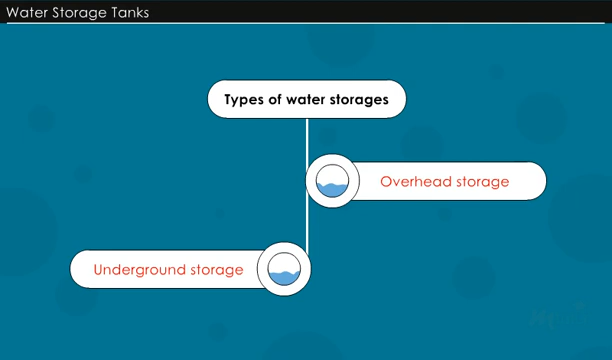 Water Storage Tanks
Types of water storages
Overhead storage
Underground storage